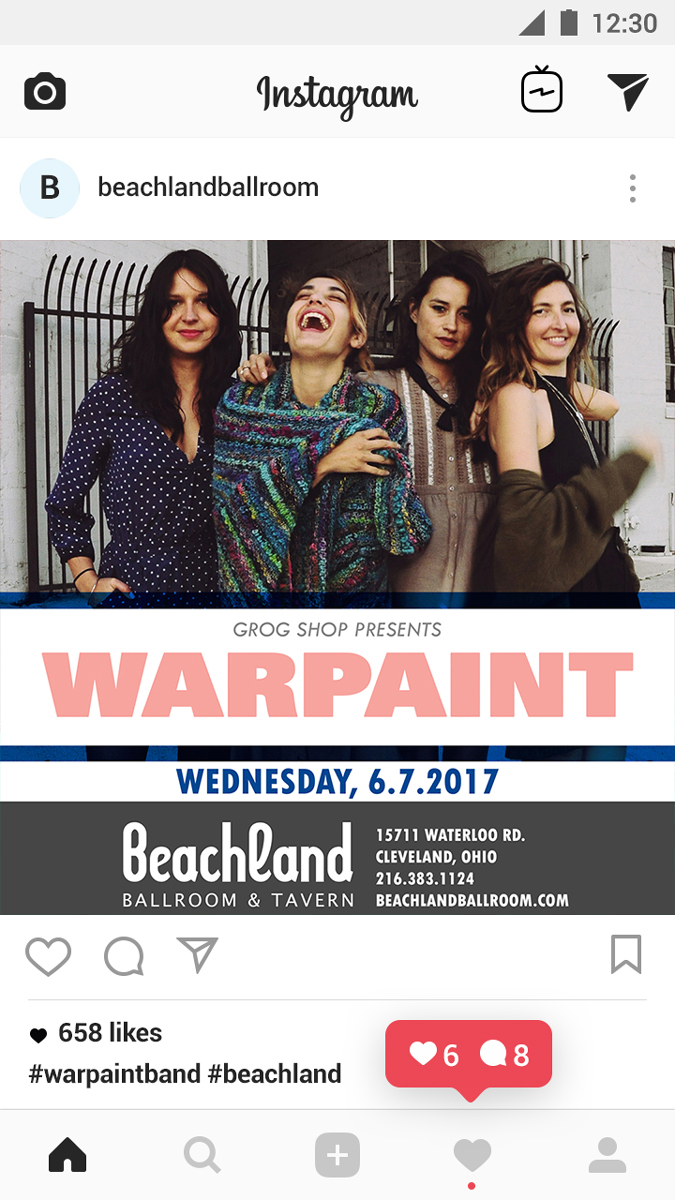 12:30
Instagram
B beachlandballroom
GROG SHOP PRESENTS
WARPAINT
WEDNESDAY, 6.7.2017
Beachland
BALLROOM & TAVERN
15711 WATERLOO RD.
CLEVELAND, OHIO
216.383.1124
BEACHLANDBALLROOM.COM
658 likes
#warpaintband #beachland
6 8